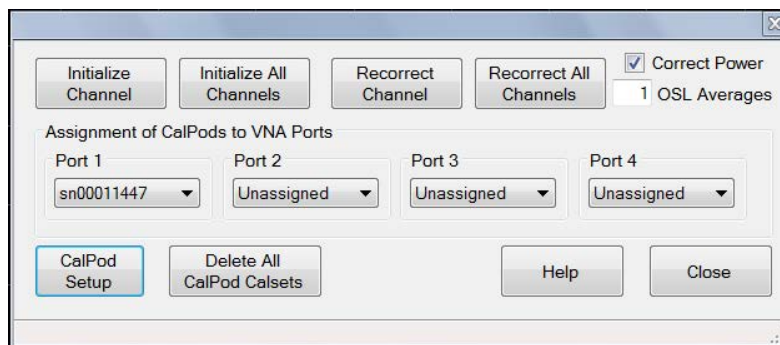 Initialize
Channel
Initialize All
Channels
Recorrect
Channel
Recorrect All
Channels
Correct Power
1 OSL Averages
Assignment of CalPods to VNA Ports
Port 1
Port 2
Port 3
Port 4
sn00011447
Unassigned
Unassigned
Unassigned
CalPod
Setup
Delete All
CalPod Calsets
Help
Close